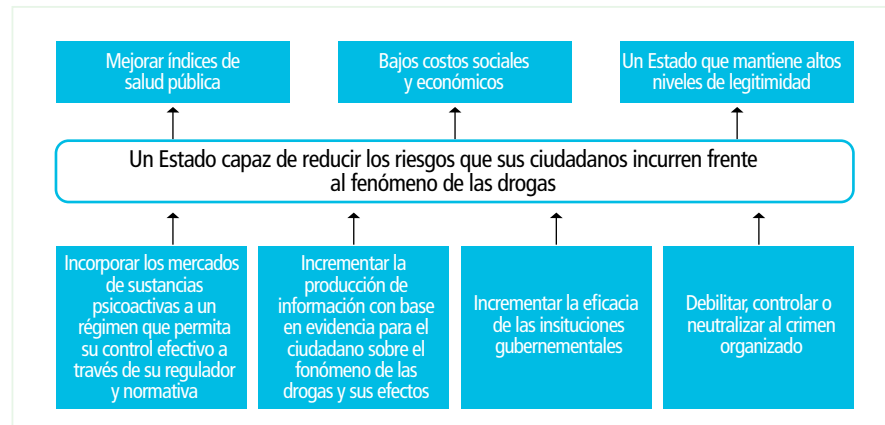 Mejorar índices de
salud pública
Bajos costos sociales
y económicos
Un Estado que mantiene altos
niveles de legitimidad
Un Estado capaz de reducir los riesgos que sus ciudadanos incurren frente
al fenómeno de las drogas
Incorporar los mercados
de sustancias
psicoactivas a un
régimen que permita
su control efectivo a
través de su regulador
y normativa
Incrementar la
producción de
información con base
en evidencia para el
ciudadano sobre el
fonómeno de las
drogas y sus efectos
Incrementar la eficacia
de las insituciones
gubernementales
Debilitar, controlar o
neutralizar al crimen
organizado